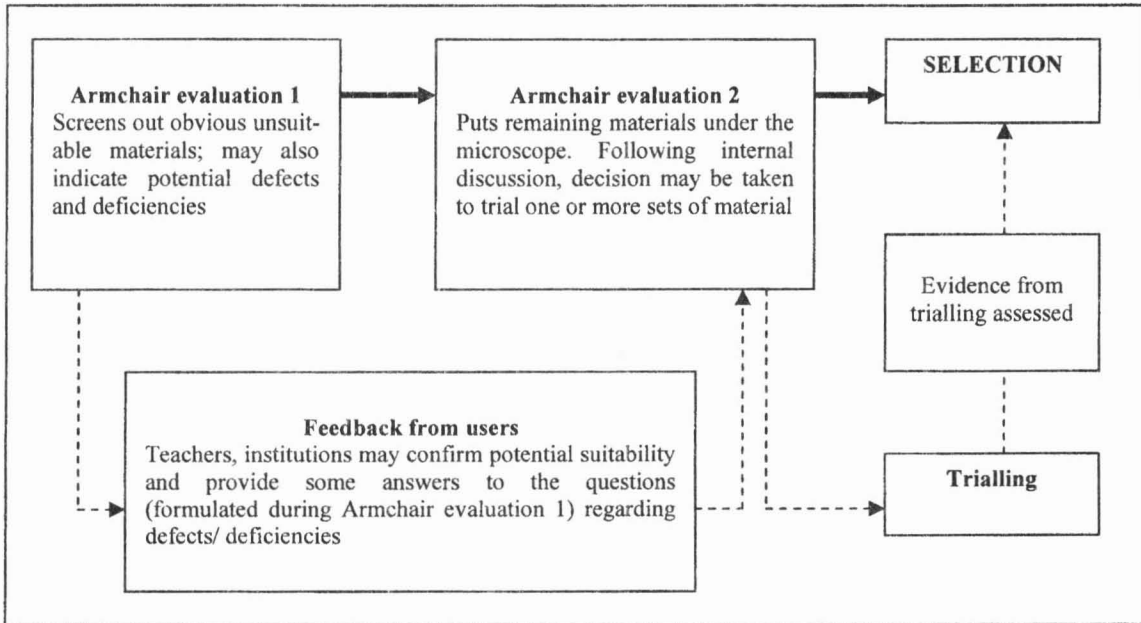 Armchair evaluation 1
Screens out obvious unsuit-
able materials; may also
indicate potential defects
and deficiencies
Armchair evaluation 2
Puts remaining materials under the
microscope. Following internal
discussion, decision may be taken
to trial one or more sets of material
SELECTION
Evidence from
trialling assessed
Feedback from users
Teachers, institutions may confirm potential suitability
and provide some answers to the questions
(formulated during Armchair evaluation 1) regarding
defects/ deficiencies
Trialling